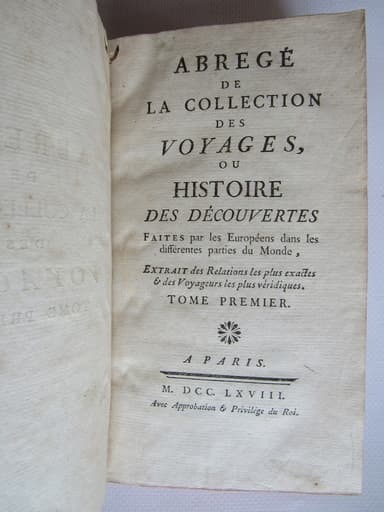 ABREGÉ
DE
LA COLLECTION
DES
VOYAGES,
OU
HISTOIRE
DES DÉCOUVERTES
FAITES par les Européens dans les
différentes parties du Monde,
EXTRAIT des Relations les plus exactes
& des Voyageurs les plus véridiques.
TOME PREMIER.
A PARIS.
M. DCC. LXVIII.
Avec Approbation & Privilége du Roi.